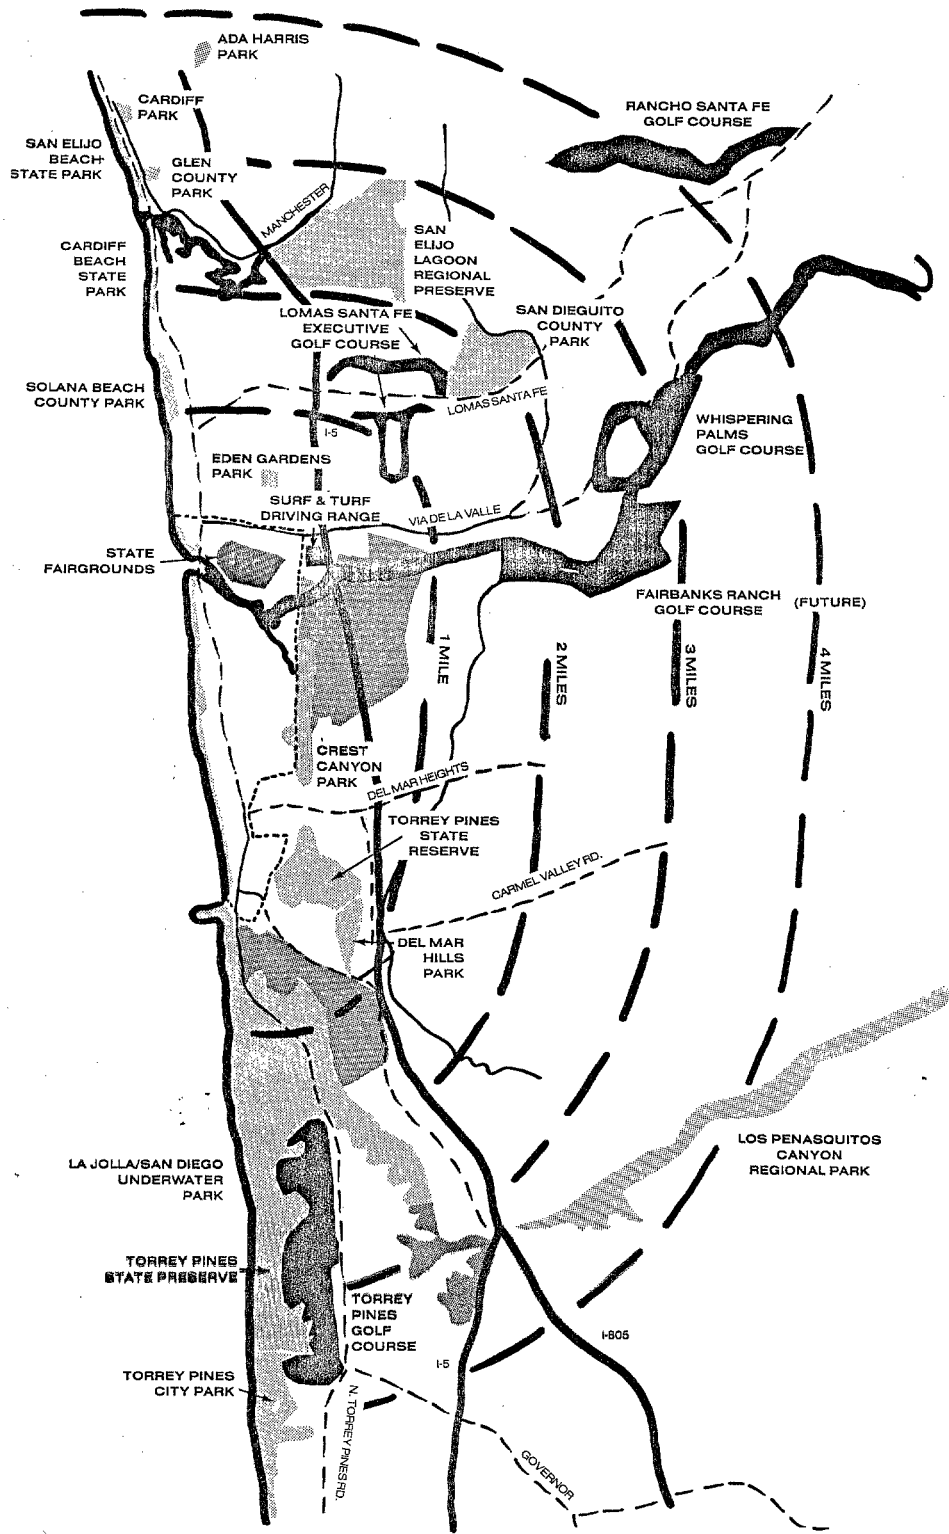 ADA HARRIS
PARK
CARDIFF
PARK
RANCHO SANTA FE
GOLF COURSE
SAN ELIJO
BEACH
STATE PARK
GLEN
COUNTY
PARK
MANCHESTER
CARDIFF
BEACH
STATE
PARK
SAN
ELIJO
LAGOON
REGIONAL
PRESERVE
LOMAS SANTA FE
EXECUTIVE
GOLF COURSE
SAN DIEGUITO
COUNTY
PARK
SOLANA BEACH
COUNTY PARK
LOMAS SANTA FE
I-5
WHISPERING
PALMS
GOLF COURSE
EDEN GARDENS
PARK
SURF & TURF
DRIVING RANGE
VIA DE LA VALLE
STATE
FAIRGROUNDS
FAIRBANKS RANCH
GOLF COURSE
(FUTURE)
1 MILE
2 MILES
3 MILES
4 MILES
CREST
CANYON
PARK
DEL MAR HEIGHTS
TORREY PINES
STATE
RESERVE
CARMEL VALLEY RD.
DEL MAR
HILLS
PARK
LOS PENASQUITOS
CANYON
REGIONAL PARK
LA JOLLA/SAN DIEGO
UNDERWATER
PARK
TORREY PINES
STATE PRESERVE
TORREY
PINES
GOLF
COURSE
I-805
I-5
TORREY PINES
CITY PARK
N. TORREY PINES RD.
GOVERNOR